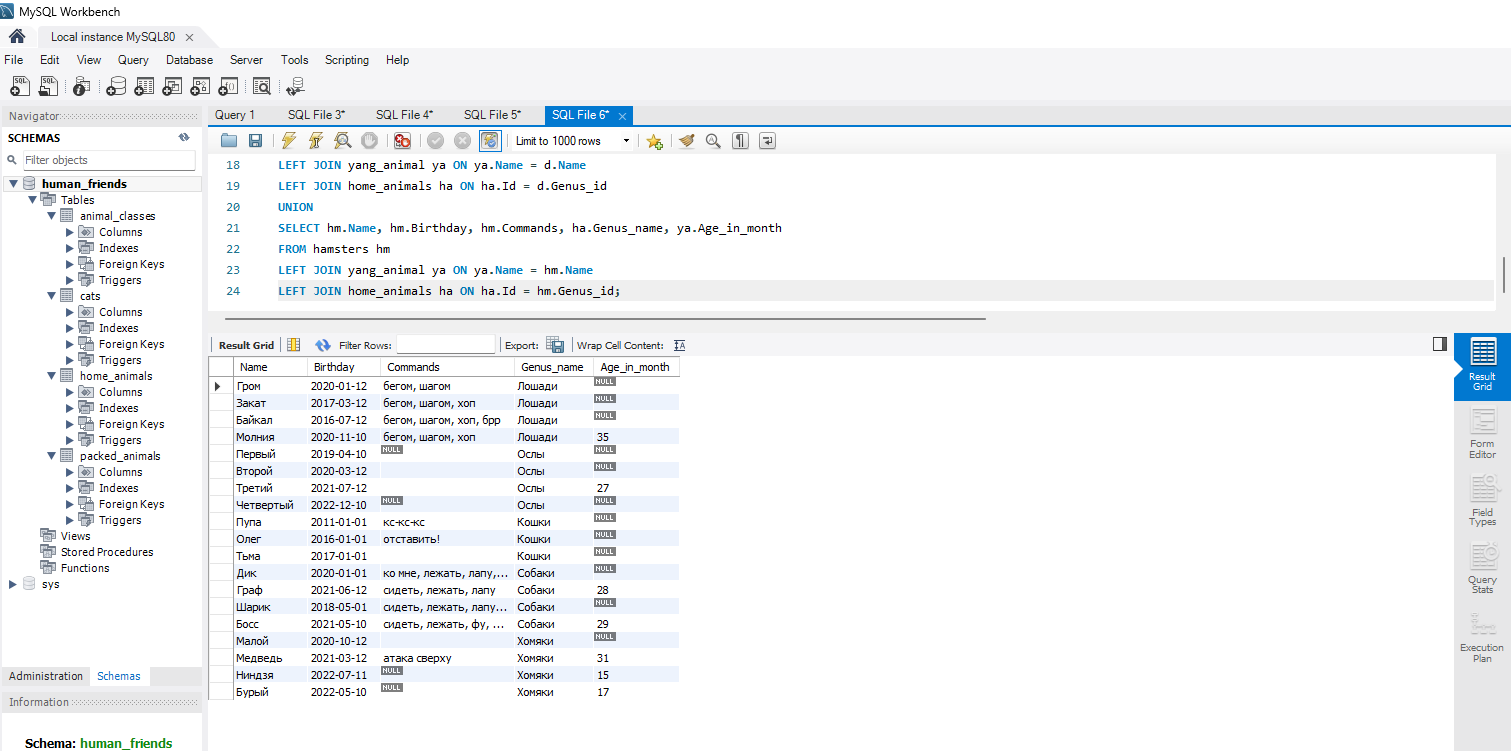 MySQL Workbench
Local instance MySQL80
File Edit View Query Database Server Tools Scripting Help
Navigator
SCHEMAS
Filter objects
human_friends
Tables
animal_classes
Columns
Indexes
Foreign Keys
Triggers
cats
Columns
Indexes
Foreign Keys
Triggers
home_animals
Columns
Indexes
Foreign Keys
Triggers
packed_animals
Columns
Indexes
Foreign Keys
Triggers
Views
Stored Procedures
Functions
sys
Administration Schemas
Information
Schema: human_friends
Query 1 SQL File 3* SQL File 4* SQL File 5* SQL File 6*
Limit to 1000 rows
18 LEFT JOIN yang_animal ya ON ya.Name = d.Name
19 LEFT JOIN home_animals ha ON ha.Id = d.Genus_id
20 UNION
21 SELECT hm.Name, hm.Birthday, hm.Commands, ha.Genus_name, ya.Age_in_month
22 FROM hamsters hm
23 LEFT JOIN yang_animal ya ON ya.Name = hm.Name
24 LEFT JOIN home_animals ha ON ha.Id = hm.Genus_id;
Result Grid Filter Rows: Export: Wrap Cell Content:
Name Birthday Commands Genus_name Age_in_month
Гром 2020-01-12 бегом, шагом Лошади NULL
Закат 2017-03-12 бегом, шагом, хоп Лошади NULL
Байкал 2016-07-12 бегом, шагом, хоп, брр Лошади NULL
Молния 2020-11-10 бегом, шагом, хоп Лошади 35
Первый 2019-04-10 NULL Ослы NULL
Второй 2020-03-12 Ослы NULL
Третий 2021-07-12 Ослы 27
Четвертый 2022-12-10 NULL Ослы NULL
Пупа 2011-01-01 кс-кс-кс Кошки NULL
Олег 2016-01-01 отставить! Кошки NULL
Тьма 2017-01-01 Кошки NULL
Дик 2020-01-01 ко мне, лежать, лапу,... Собаки NULL
Граф 2021-06-12 сидеть, лежать, лапу Собаки 28
Шарик 2018-05-01 сидеть, лежать, лапу... Собаки NULL
Босс 2021-05-10 сидеть, лежать, фу, ... Собаки 29
Малой 2020-10-12 Хомяки NULL
Медведь 2021-03-12 атака сверху Хомяки 31
Ниндзя 2022-07-11 NULL Хомяки 15
Бурый 2022-05-10 NULL Хомяки 17
Result
Grid
Form
Editor
Field
Types
Query
Stats
Execution
Plan